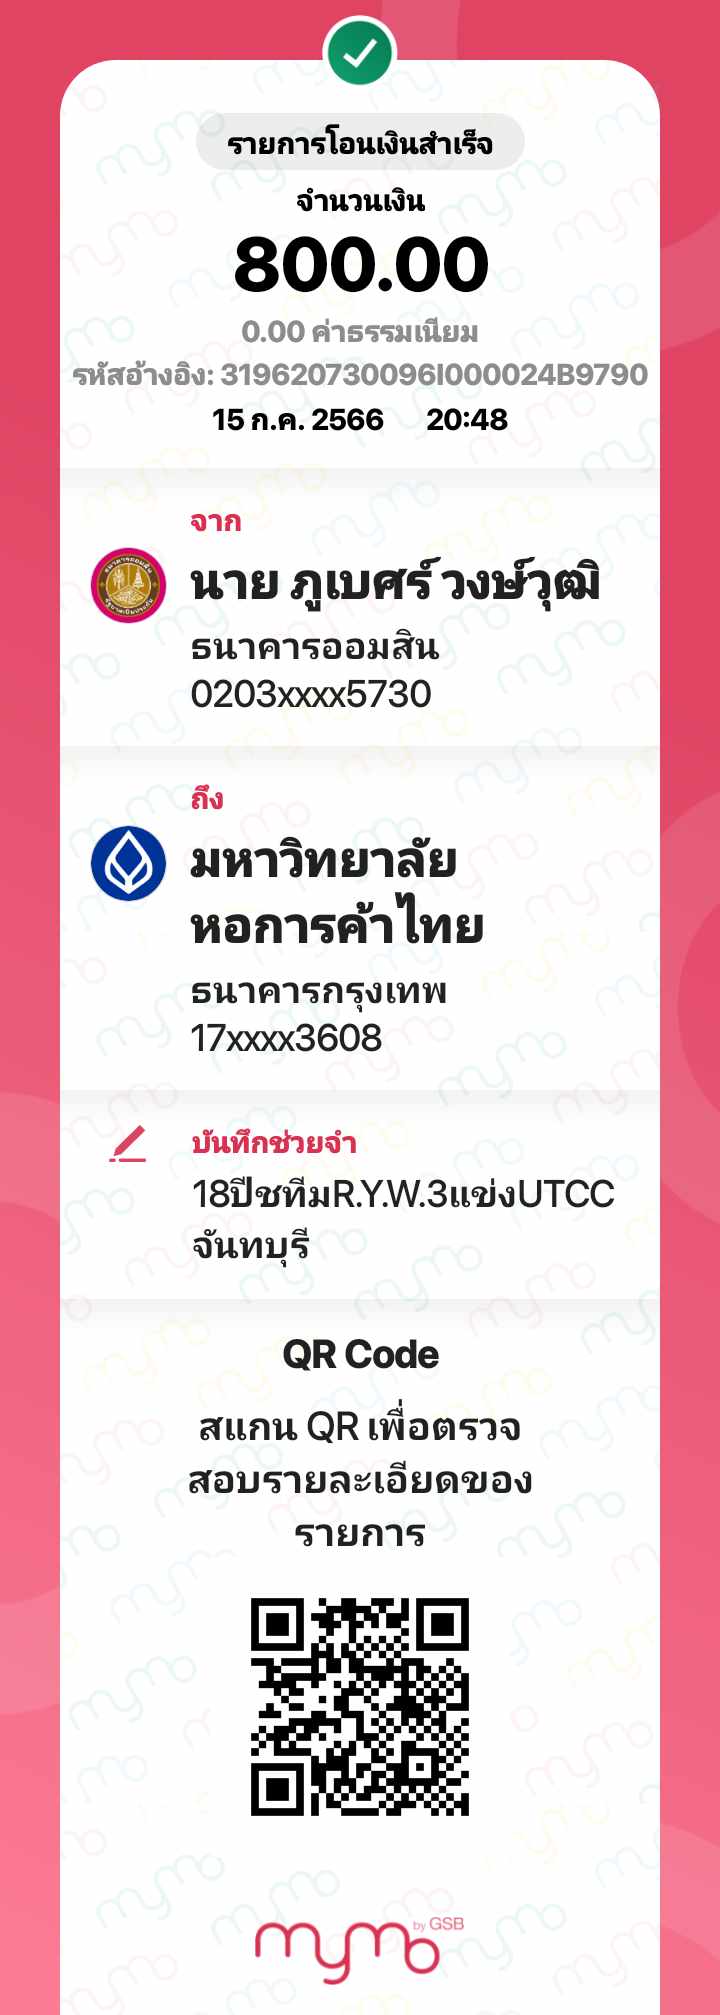 รายการโอนเงินสำเร็จ
จำนวนเงิน
800.00
0.00 ค่าธรรมเนียม
รหัสอ้างอิง: 319620730096I000024B9790
15 ก.ค. 2566 20:48
จาก
นาย ภูเบศร์ วงษ์วุฒิ
ธนาคารออมสิน
0203xxxx5730
ถึง
มหาวิทยาลัย
หอการค้าไทย
ธนาคารกรุงเทพ
17xxxx3608
บันทึกช่วยจำ
18ปีชทีมR.Y.W.3แข่งUTCC
จันทบุรี
QR Code
สแกน QR เพื่อตรวจ
สอบรายละเอียดของ
รายการ
mymo by GSB